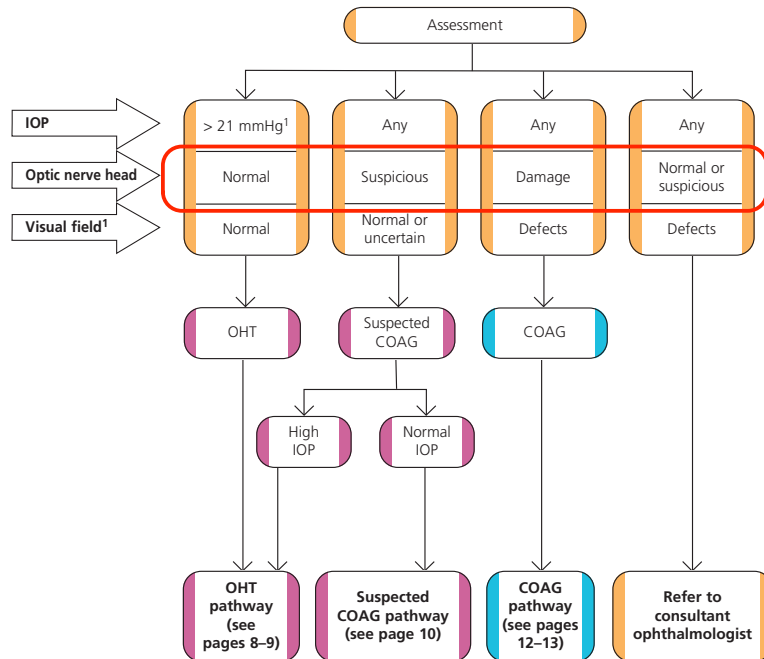 Assessment
IOP
> 21 mmHg¹
Any
Any
Any
Optic nerve head
Normal
Suspicious
Damage
Normal or
suspicious
Visual field¹
Normal
Normal or
uncertain
Defects
Defects
OHT
Suspected
COAG
COAG
High
IOP
Normal
IOP
OHT
pathway
(see
pages 8–9)
Suspected
COAG pathway
(see page 10)
COAG
pathway
(see pages
12–13)
Refer to
consultant
ophthalmologist